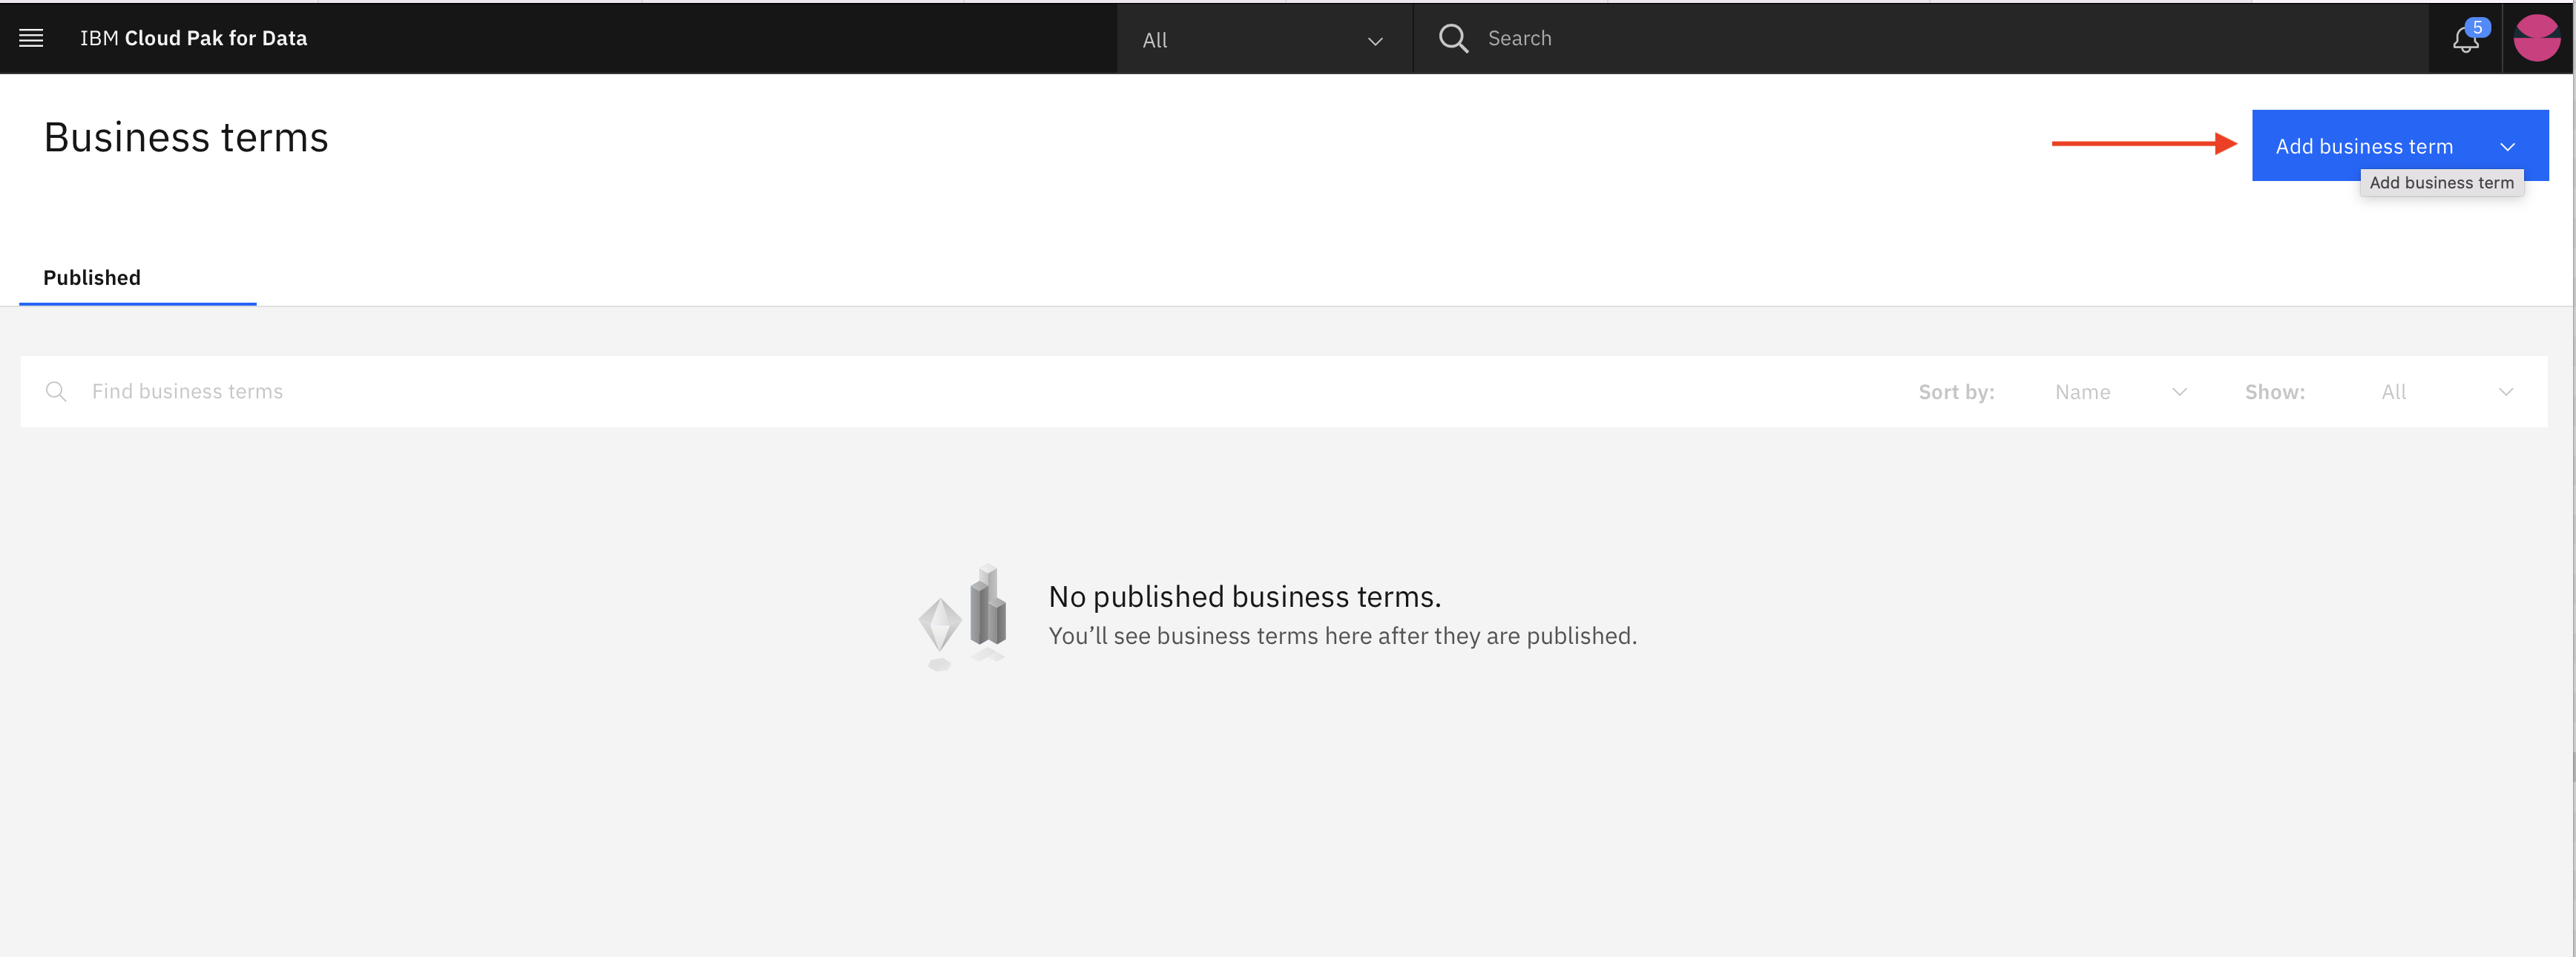 IBM Cloud Pak for Data
All
Search
5
Business terms
Add business term
Add business term
Published
Find business terms
Sort by: Name
Show: All
No published business terms.
You’ll see business terms here after they are published.